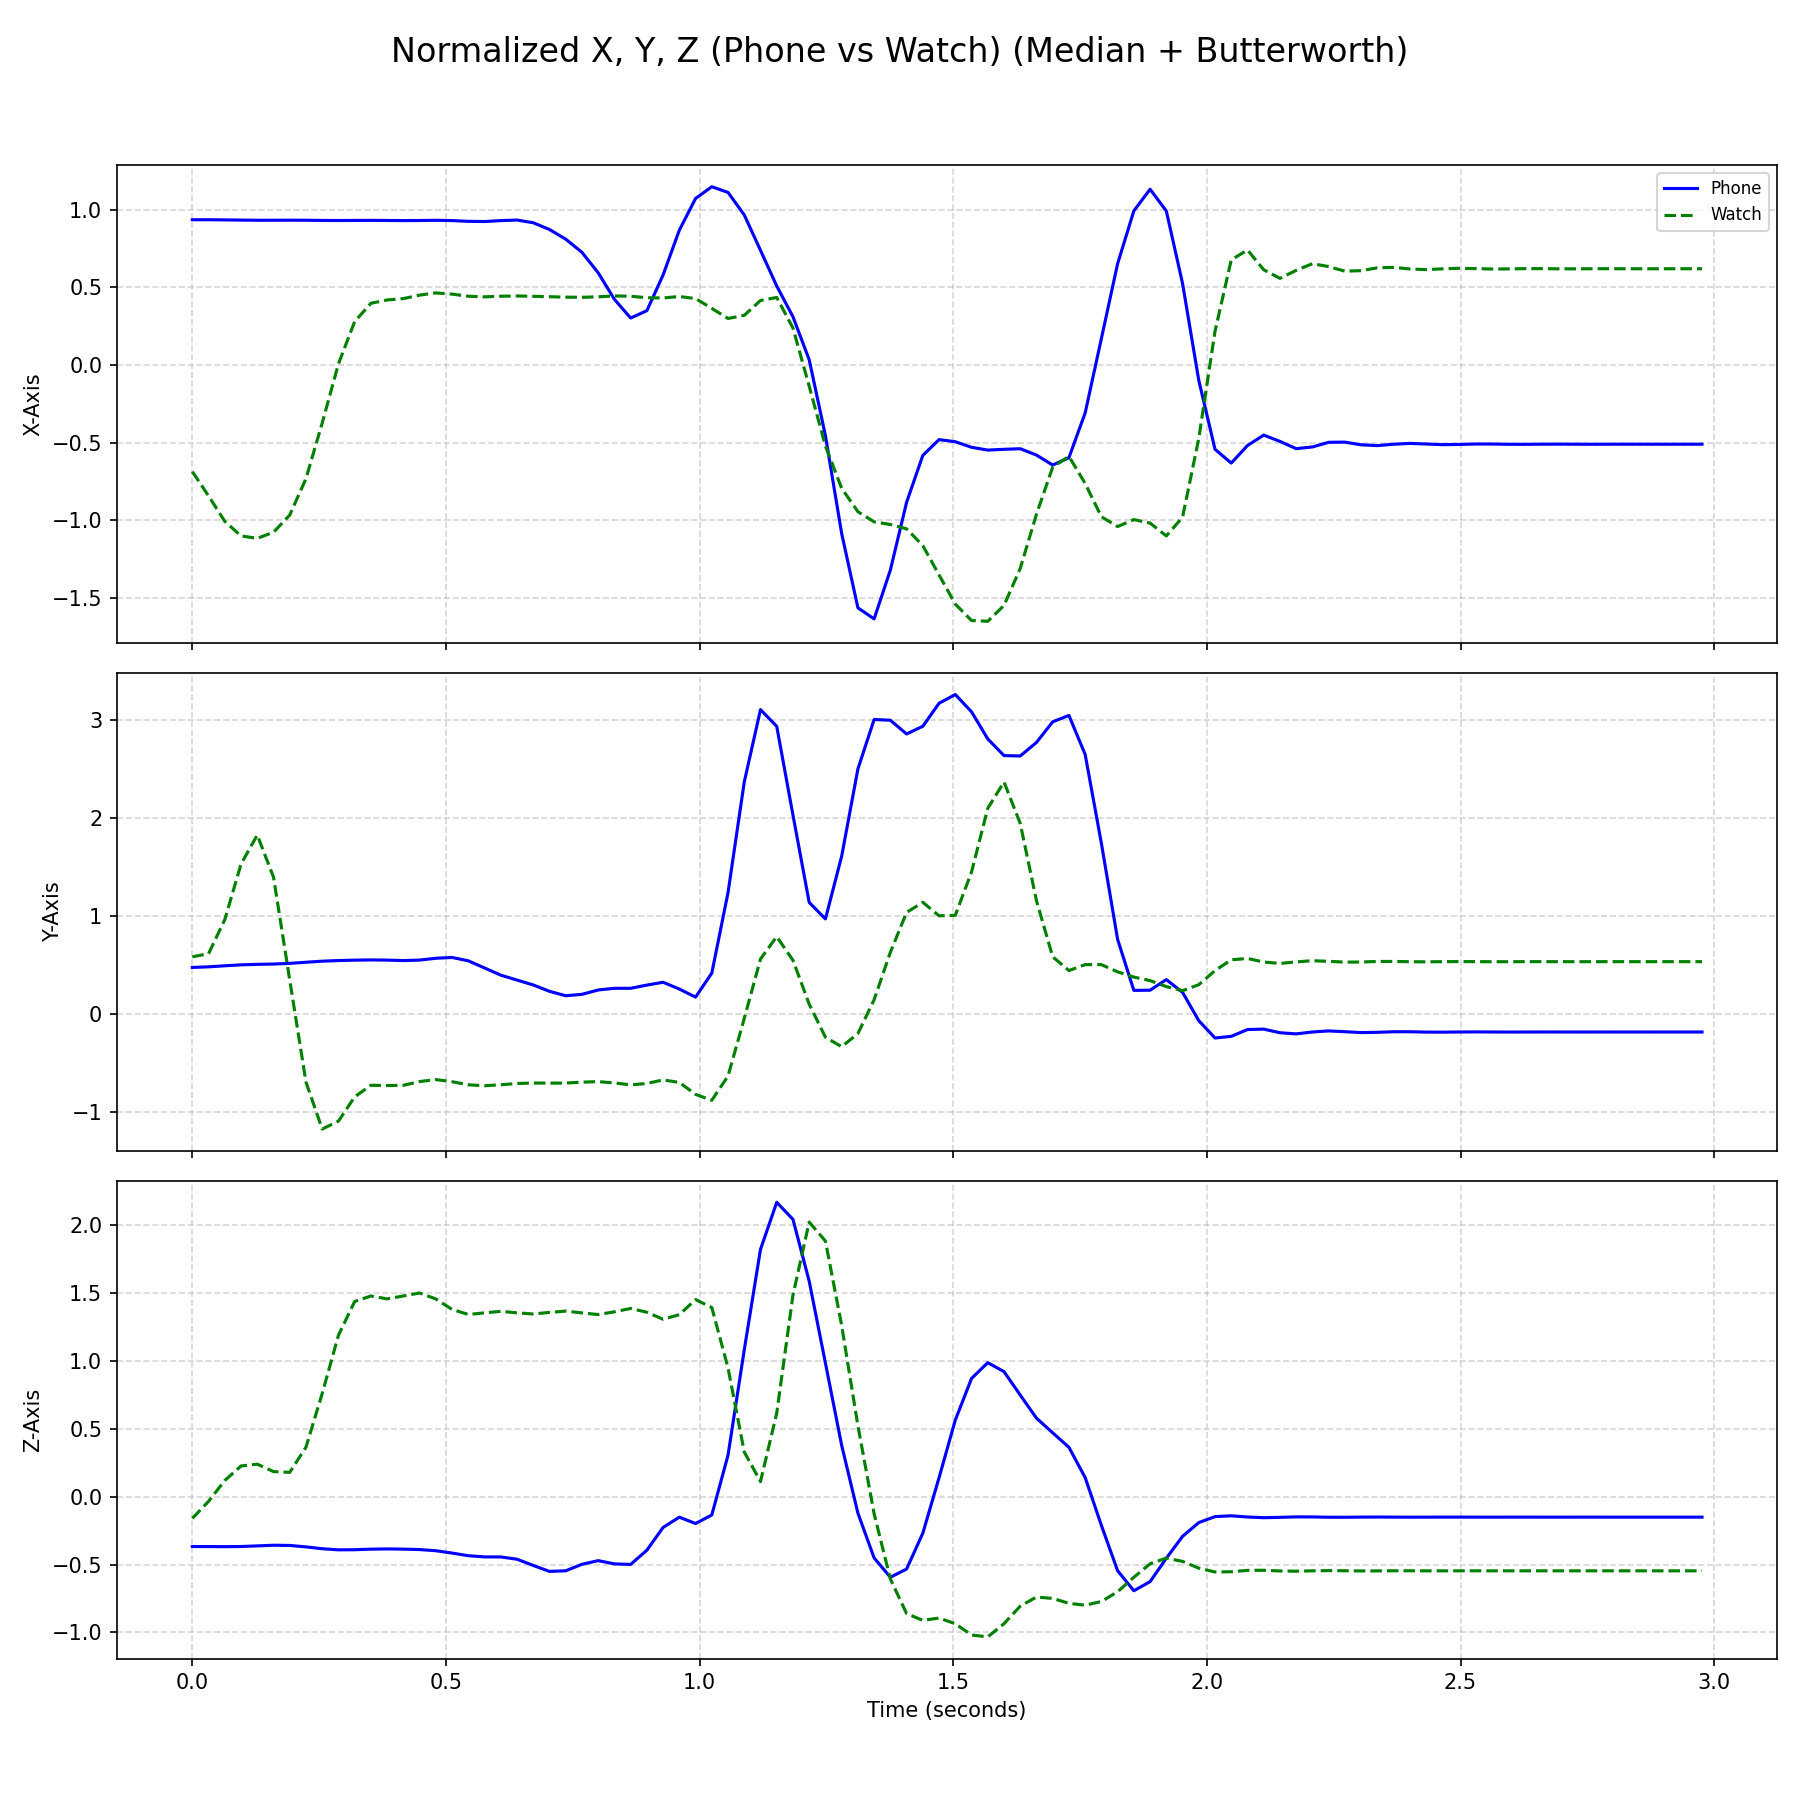 Normalized X, Y, Z (Phone vs Watch) (Median + Butterworth)
Phone
Watch
X-Axis
1.0
0.5
0.0
−0.5
−1.0
−1.5
Y-Axis
3
2
1
0
−1
Z-Axis
2.0
1.5
1.0
0.5
0.0
−0.5
−1.0
0.0 0.5 1.0 1.5 2.0 2.5 3.0
Time (seconds)